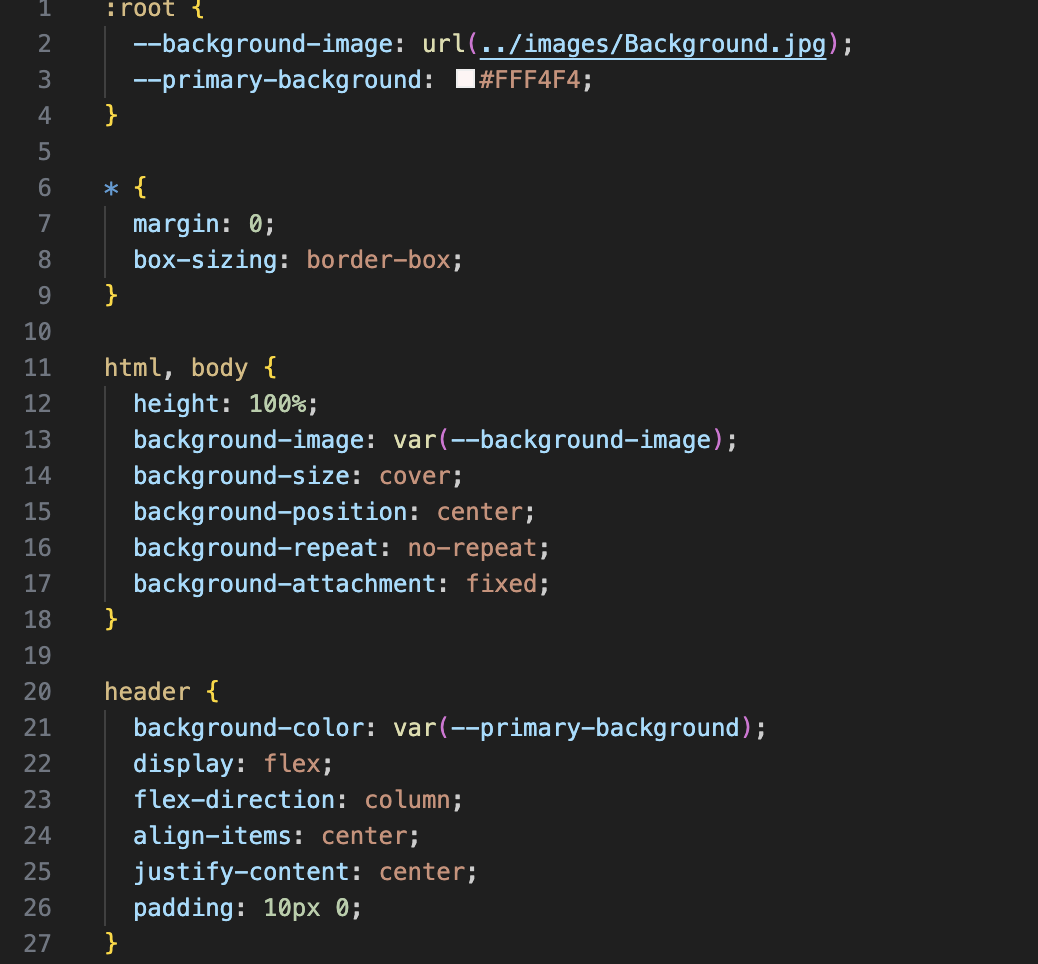 1 :root {
2 --background-image: url(../images/Background.jpg);
3 --primary-background: #FFF4F4;
4 }
5
6 * {
7 margin: 0;
8 box-sizing: border-box;
9 }
10
11 html, body {
12 height: 100%;
13 background-image: var(--background-image);
14 background-size: cover;
15 background-position: center;
16 background-repeat: no-repeat;
17 background-attachment: fixed;
18 }
19
20 header {
21 background-color: var(--primary-background);
22 display: flex;
23 flex-direction: column;
24 align-items: center;
25 justify-content: center;
26 padding: 10px 0;
27 }